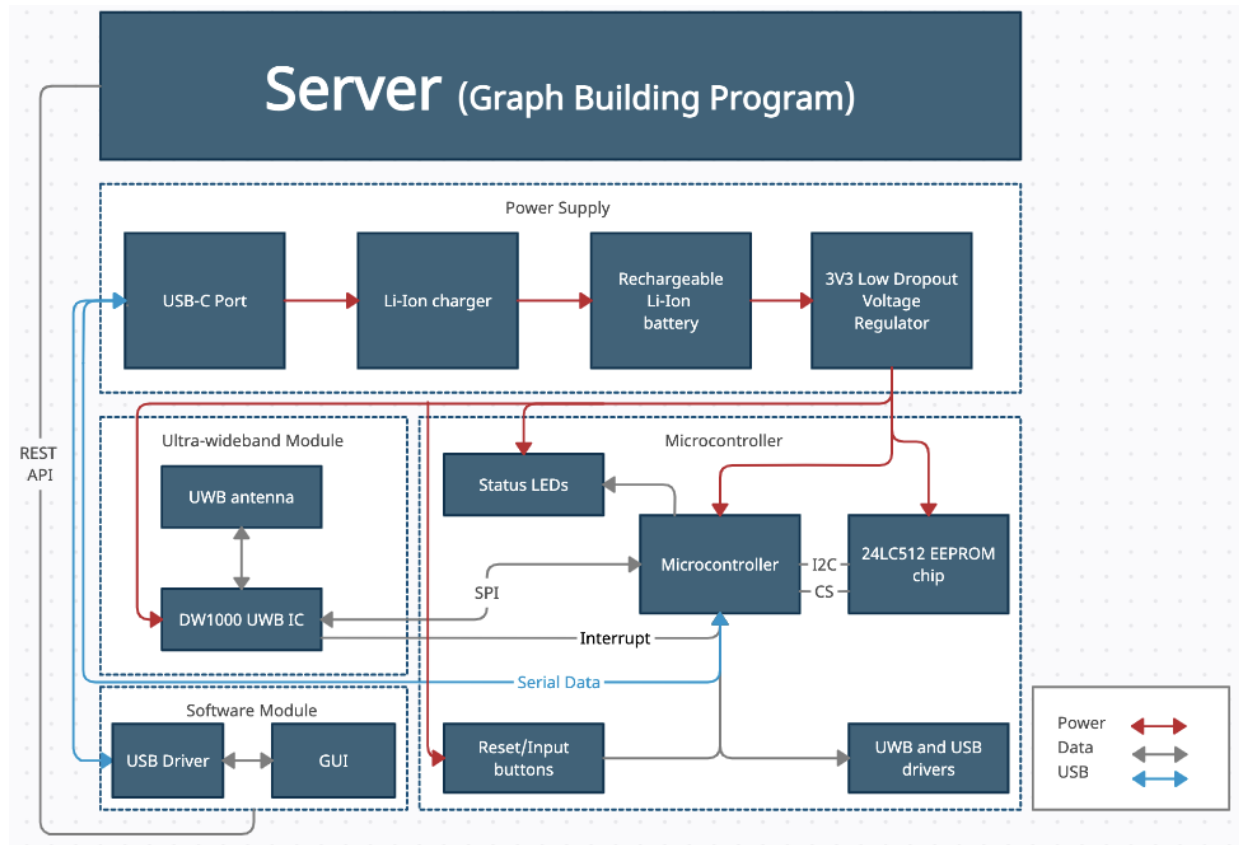 Server (Graph Building Program)
Power Supply
USB-C Port
Li-Ion charger
Rechargeable
Li-Ion
battery
3V3 Low Dropout
Voltage
Regulator
REST
API
Ultra-wideband Module
UWB antenna
DW1000 UWB IC
Microcontroller
Status LEDs
Microcontroller
I2C
CS
24LC512 EEPROM
chip
SPI
Interrupt
Serial Data
Software Module
USB Driver
GUI
Reset/Input
buttons
UWB and USB
drivers
Power
Data
USB